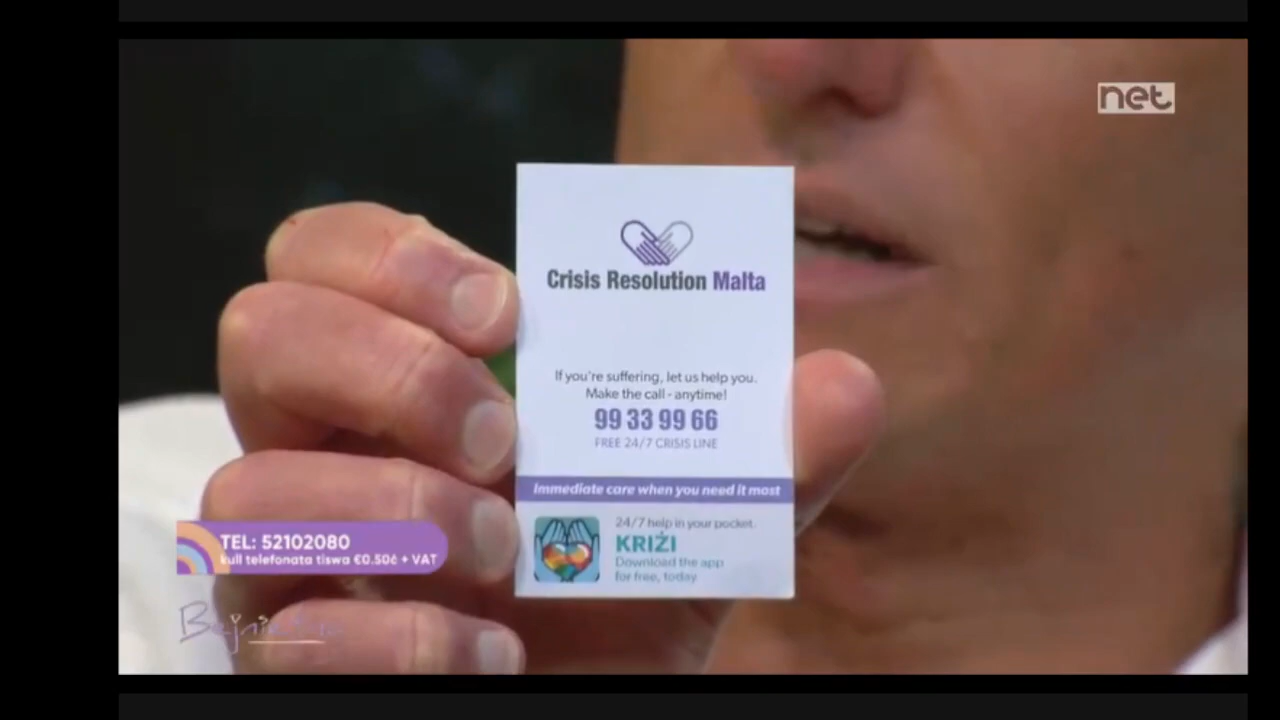 net
Crisis Resolution Malta
If you're suffering, let us help you.
Make the call - anytime!
99 33 99 66
FREE 24/7 CRISIS LINE
Immediate care when you need it most
24/7 help in your pocket.
KRIŻI
Download the app
for free, today
TEL: 52102080
kull telefonata tiswa €0.50ċ + VAT